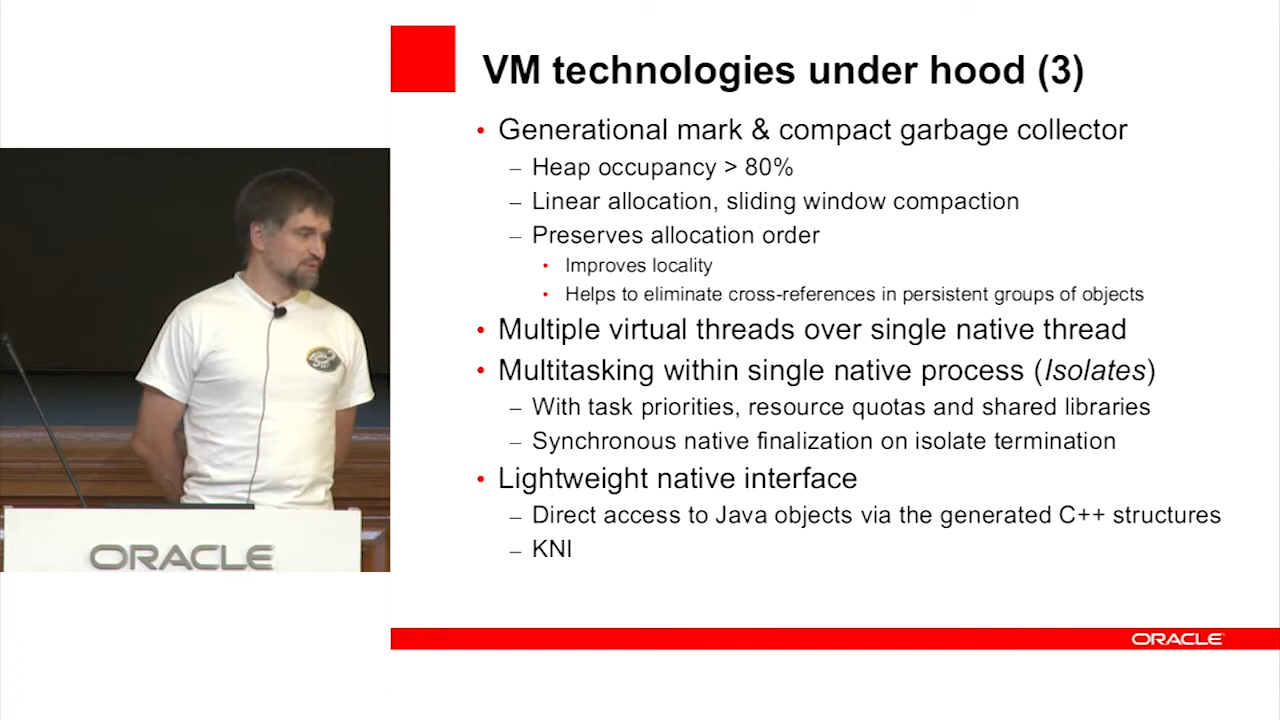 VM technologies under hood (3)
• Generational mark & compact garbage collector
– Heap occupancy > 80%
– Linear allocation, sliding window compaction
– Preserves allocation order
• Improves locality
• Helps to eliminate cross-references in persistent groups of objects
• Multiple virtual threads over single native thread
• Multitasking within single native process (Isolates)
– With task priorities, resource quotas and shared libraries
– Synchronous native finalization on isolate termination
• Lightweight native interface
– Direct access to Java objects via the generated C++ structures
– KNI
ORACLE
ORACLE